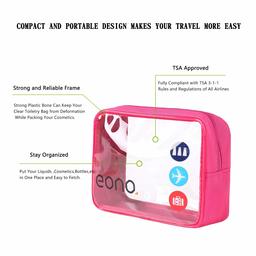 COMPACT AND PORTABLE DESIGN MAKES YOUR TRAVEL MORE EASY
TSA Approved
Fully Compliant with TSA 3-1-1
Rules and Regulations of All Airlines
Strong and Reliable Frame
Strong Plastic Bone Can Keep Your
Clear Toiletry Bag from Deformation
While Packing Your Cosmetics
Stay Organized
Put Your Liquids ,Cosmetics,Bottles,etc
in One Place and Easy to Fetch
eono